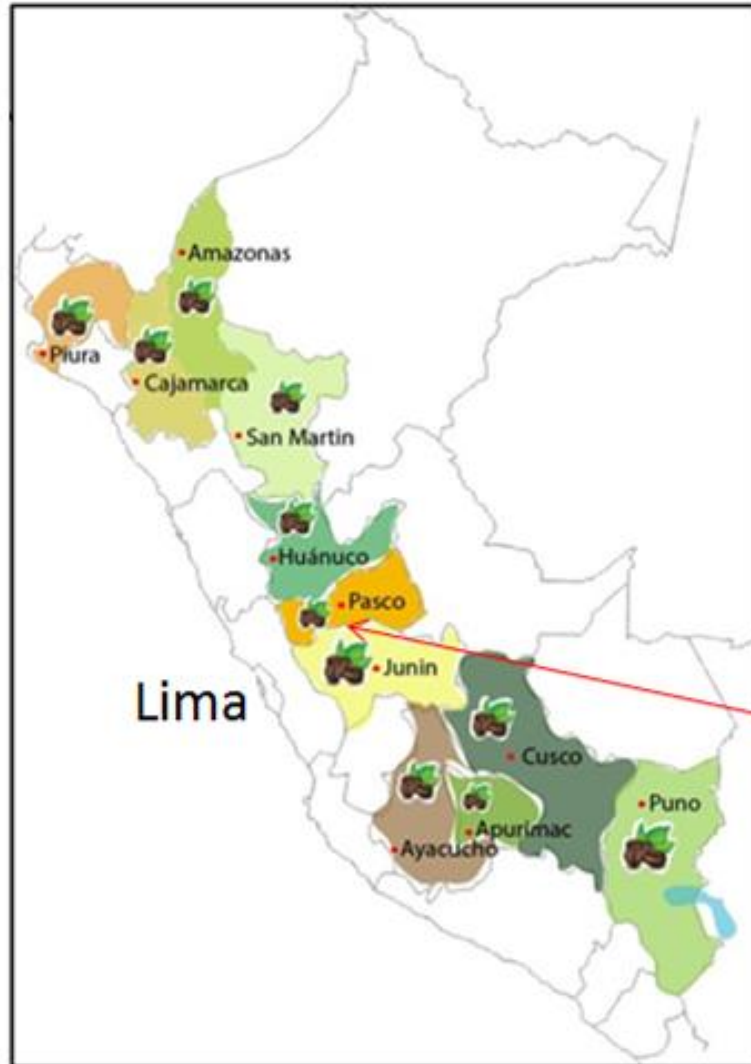 Amazonas
Piura
Cajamarca
San Martin
Huánuco
Pasco
Junin
Lima
Cusco
Puno
Apurimac
Ayacucho